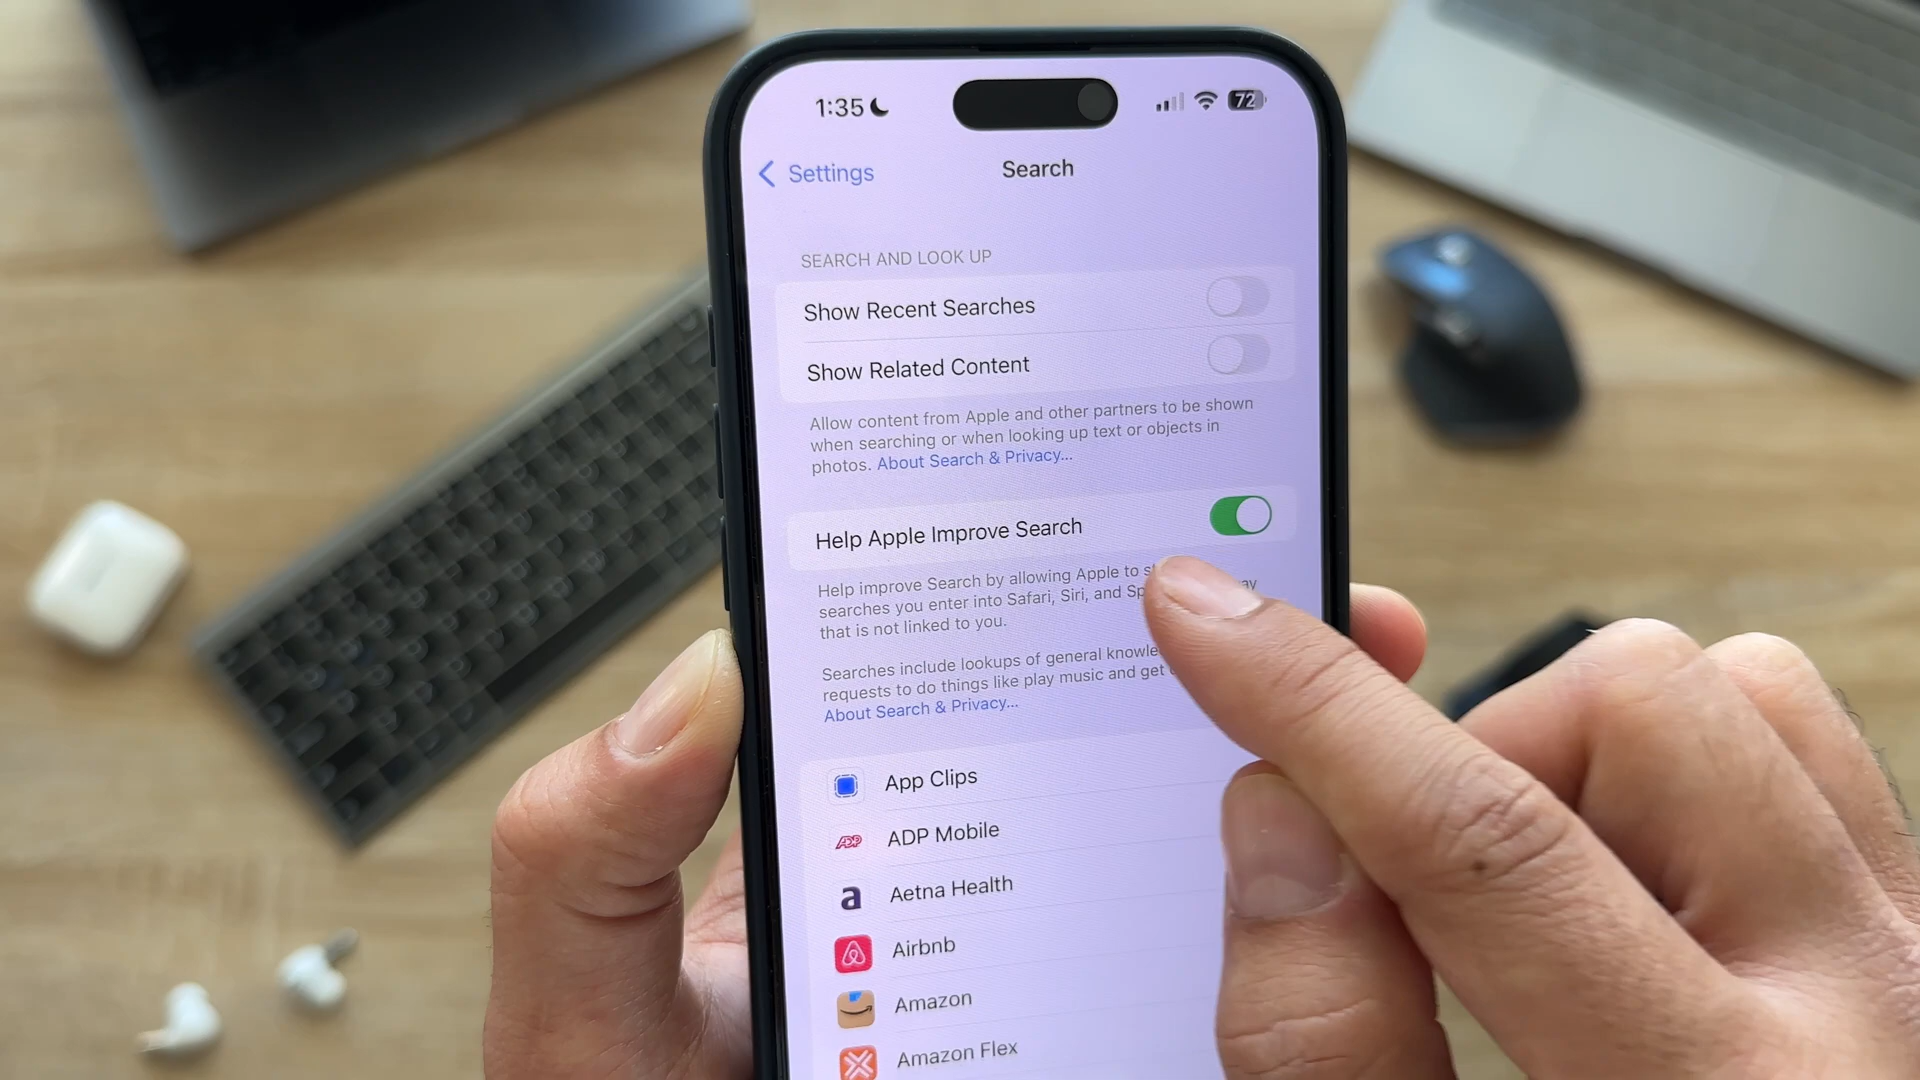 1:35
72
Settings
Search
SEARCH AND LOOK UP
Show Recent Searches
Show Related Content
Allow content from Apple and other partners to be shown
when searching or when looking up text or objects in
photos. About Search & Privacy...
Help Apple Improve Search
Help improve Search by allowing Apple to
searches you enter into Safari, Siri, and
that is not linked to you.
Searches include lookups of general
requests to do things like play music and get
About Search & Privacy...
App Clips
ADP
ADP Mobile
a
Aetna Health
Airbnb
Amazon
Amazon Flex